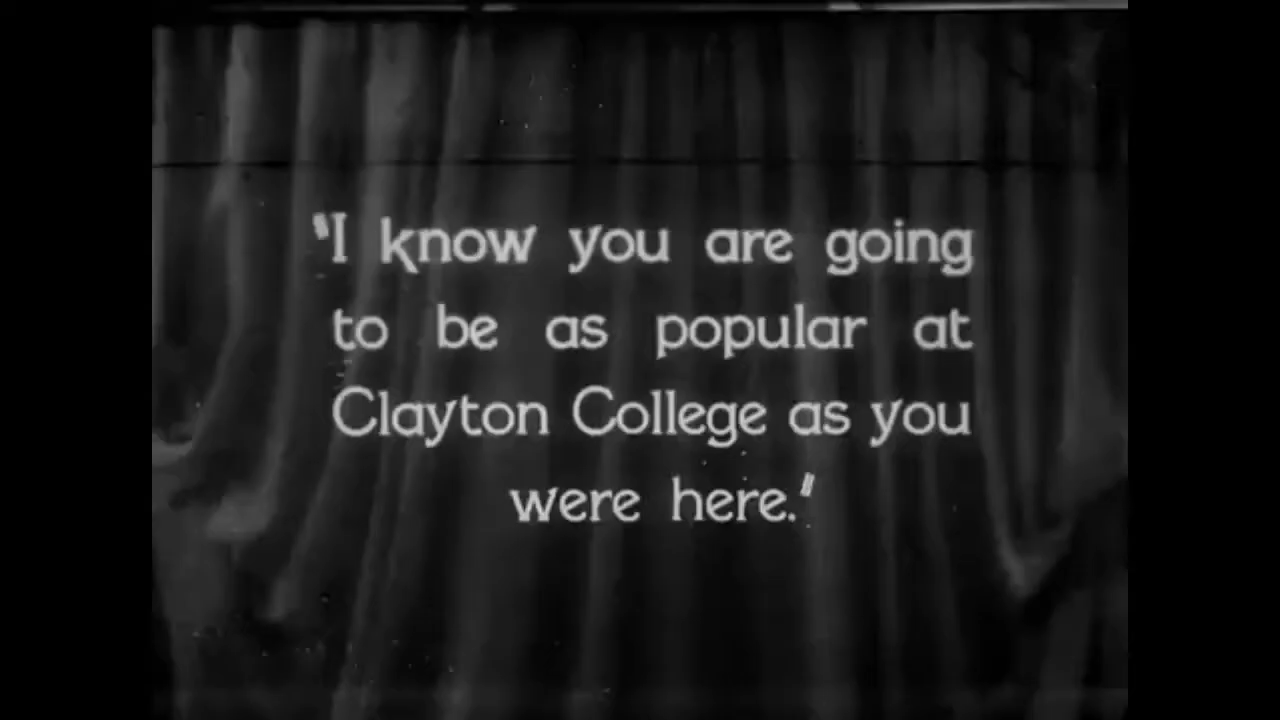 "I know you are going
to be as popular at
Clayton College as you
were here."